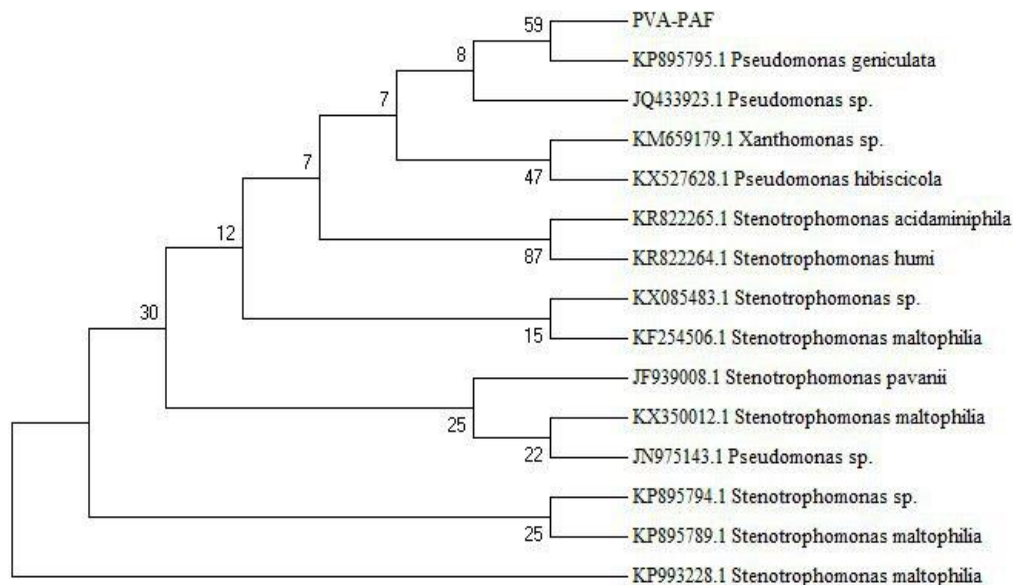 59
PVA-PAF
8
KP895795.1 Pseudomonas geniculata
7
JQ433923.1 Pseudomonas sp.
7
KM659179.1 Xanthomonas sp.
47
KX527628.1 Pseudomonas hibiscicola
12
KR822265.1 Stenotrophomonas acidaminiphila
87
KR822264.1 Stenotrophomonas humi
30
KX085483.1 Stenotrophomonas sp.
15
KF254506.1 Stenotrophomonas maltophilia
JF939008.1 Stenotrophomonas pavanii
25
KX350012.1 Stenotrophomonas maltophilia
22
JN975143.1 Pseudomonas sp.
KP895794.1 Stenotrophomonas sp.
25
KP895789.1 Stenotrophomonas maltophilia
KP993228.1 Stenotrophomonas maltophilia